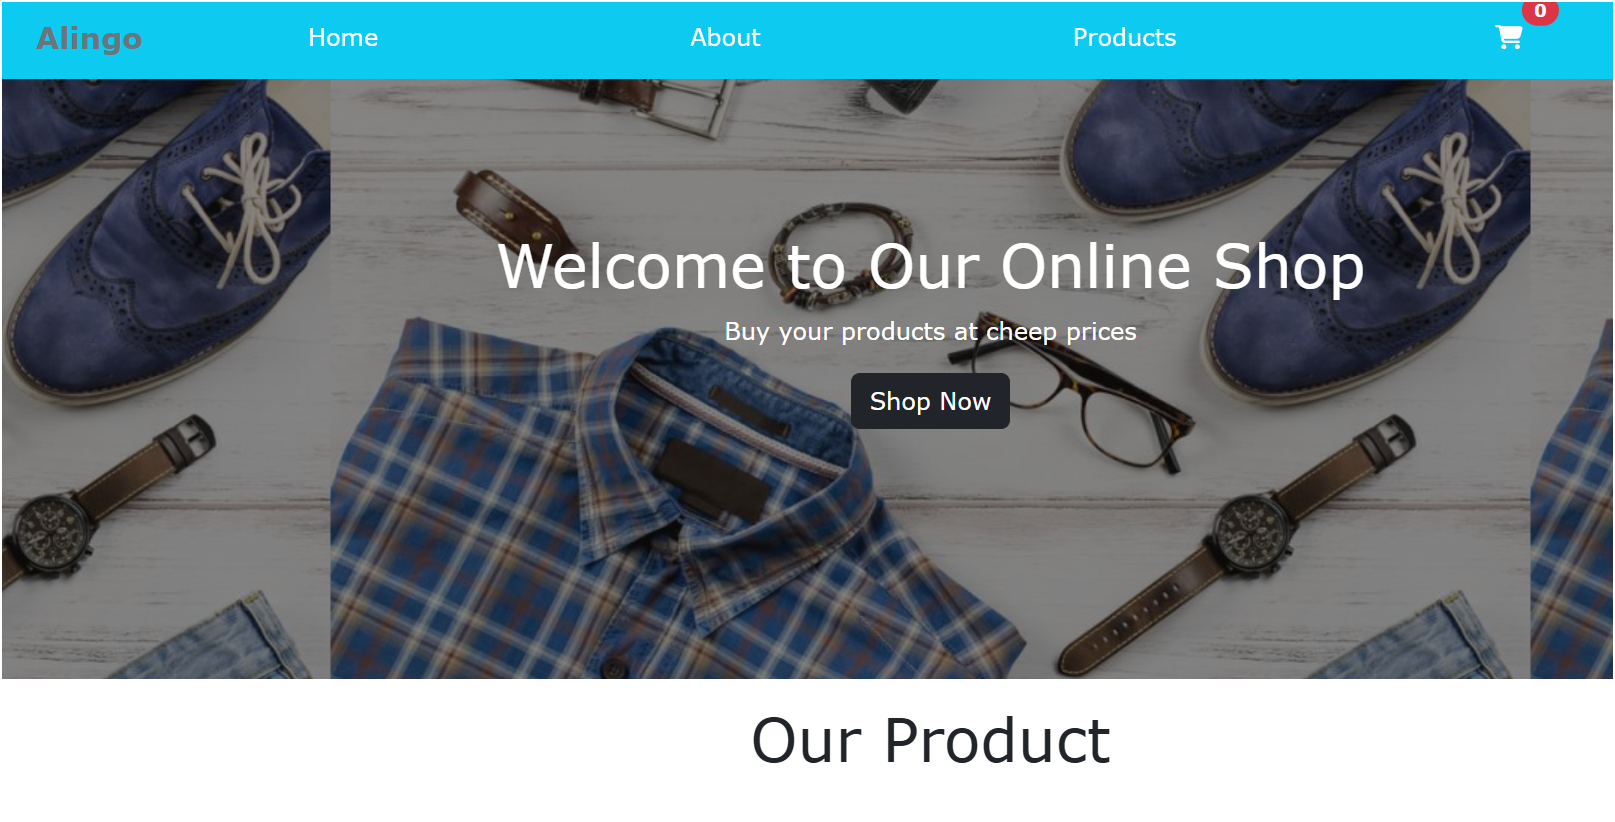 Alingo Home About Products 0
Welcome to Our Online Shop
Buy your products at cheep prices
Shop Now
Our Product